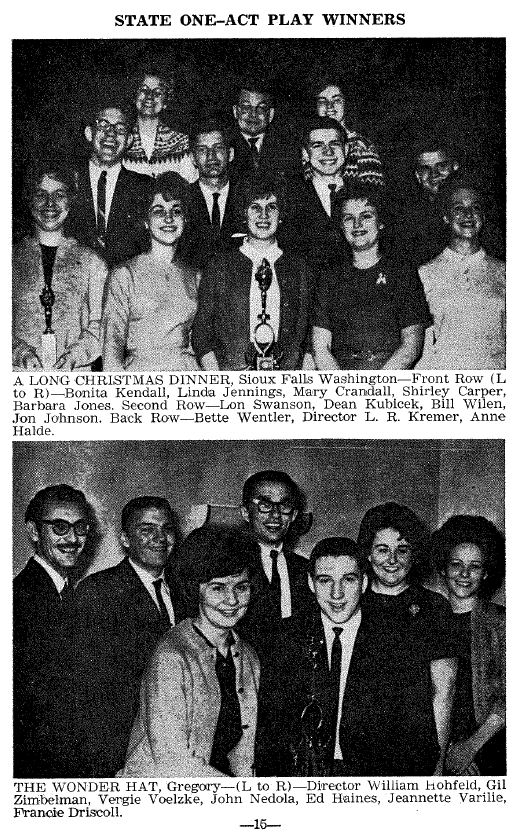 STATE ONE–ACT PLAY WINNERS
A LONG CHRISTMAS DINNER, Sioux Falls Washington—Front Row (L
to R)—Bonita Kendall, Linda Jennings, Mary Crandall, Shirley Carper,
Barbara Jones. Second Row—Lon Swanson, Dean Kubicek, Bill Wilen,
Jon Johnson. Back Row—Bette Wentler, Director L. R. Kremer, Anne
Halde.
THE WONDER HAT, Gregory—(L to R)—Director William Hohfeld, Gil
Zimbelman, Vergie Voelzke, John Nedola, Ed Haines, Jeannette Varilie,
Francie Driscoll.
—15—